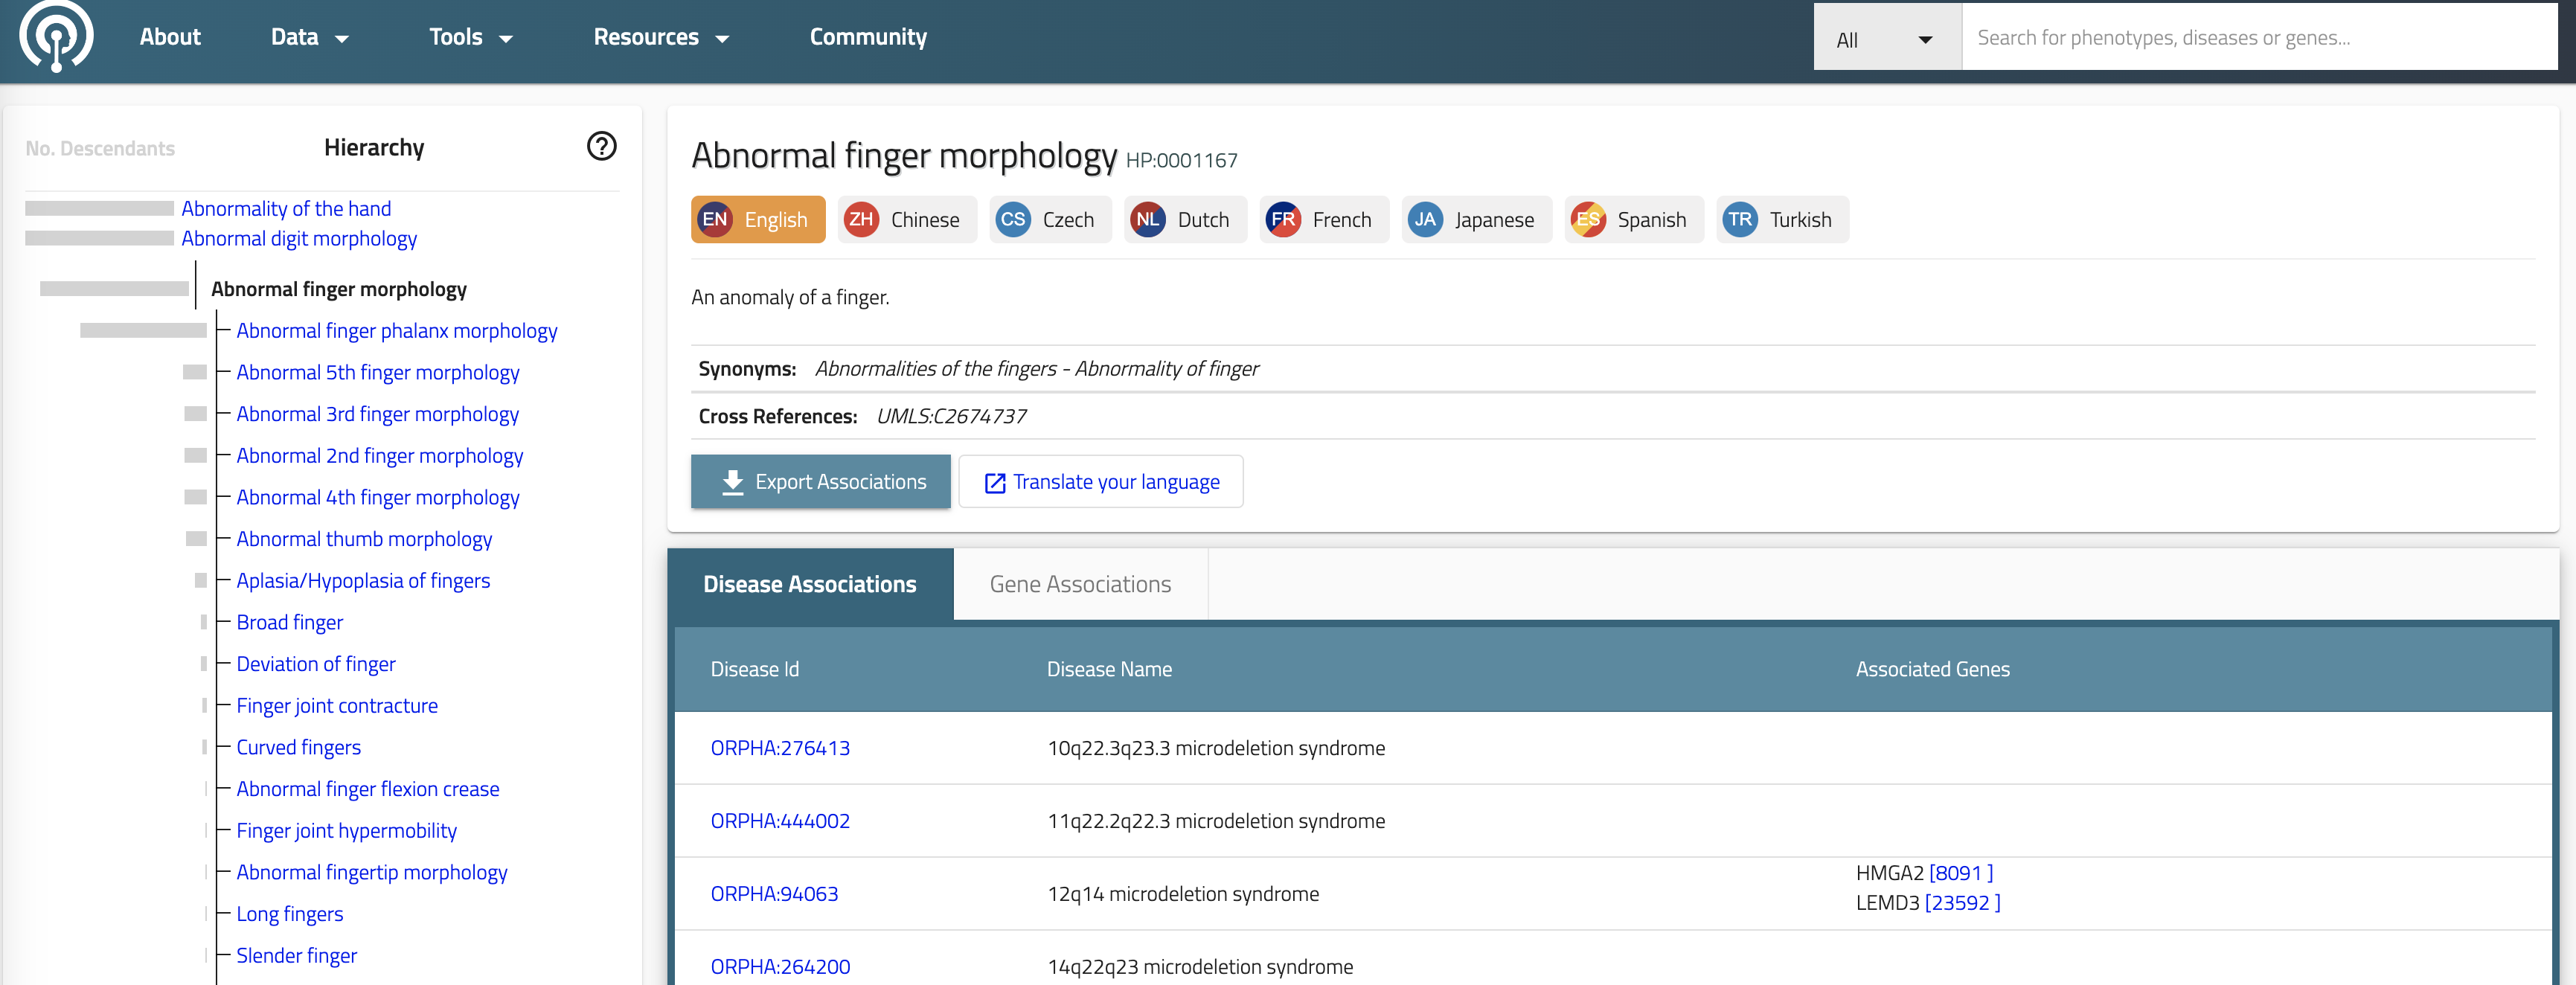 About Data Tools Resources Community All Search for phenotypes, diseases or genes...
No. Descendants Hierarchy ?
Abnormality of the hand
Abnormal digit morphology
Abnormal finger morphology
Abnormal finger phalanx morphology
Abnormal 5th finger morphology
Abnormal 3rd finger morphology
Abnormal 2nd finger morphology
Abnormal 4th finger morphology
Abnormal thumb morphology
Aplasia/Hypoplasia of fingers
Broad finger
Deviation of finger
Finger joint contracture
Curved fingers
Abnormal finger flexion crease
Finger joint hypermobility
Abnormal fingertip morphology
Long fingers
Slender finger
Abnormal finger morphology HP:0001167
EN English ZH Chinese CS Czech NL Dutch FR French JA Japanese ES Spanish TR Turkish
An anomaly of a finger.
Synonyms: Abnormalities of the fingers - Abnormality of finger
Cross References: UMLS:C2674737
Export Associations Translate your language
Disease Associations Gene Associations
Disease Id Disease Name Associated Genes
ORPHA:276413 10q22.3q23.3 microdeletion syndrome
ORPHA:444002 11q22.2q22.3 microdeletion syndrome
ORPHA:94063 12q14 microdeletion syndrome HMGA2 [8091 ]
LEMD3 [23592 ]
ORPHA:264200 14q22q23 microdeletion syndrome